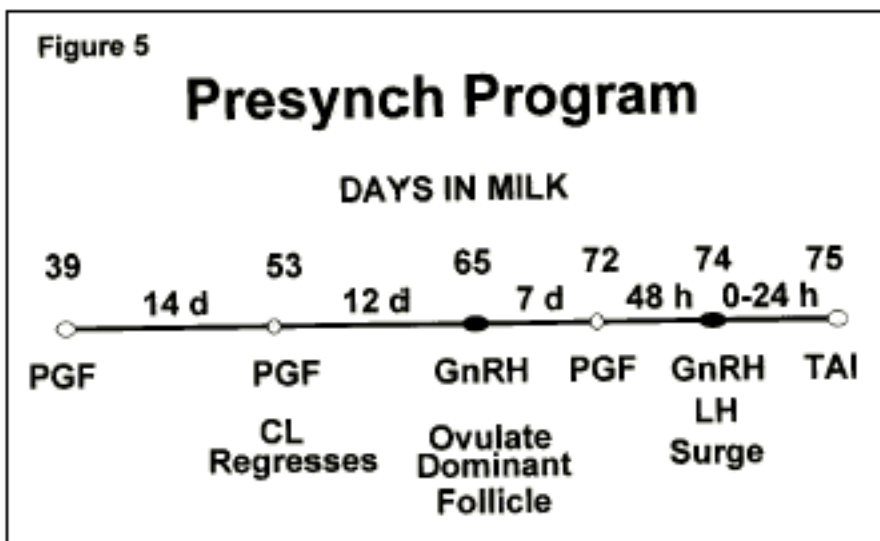 Figure 5
Presynch Program
DAYS IN MILK
39 53 65 72 74 75
14 d 12 d 7 d 48 h 0-24 h
PGF PGF GnRH PGF GnRH TAI
CL
Regresses
Ovulate
Dominant
Follicle
LH
Surge